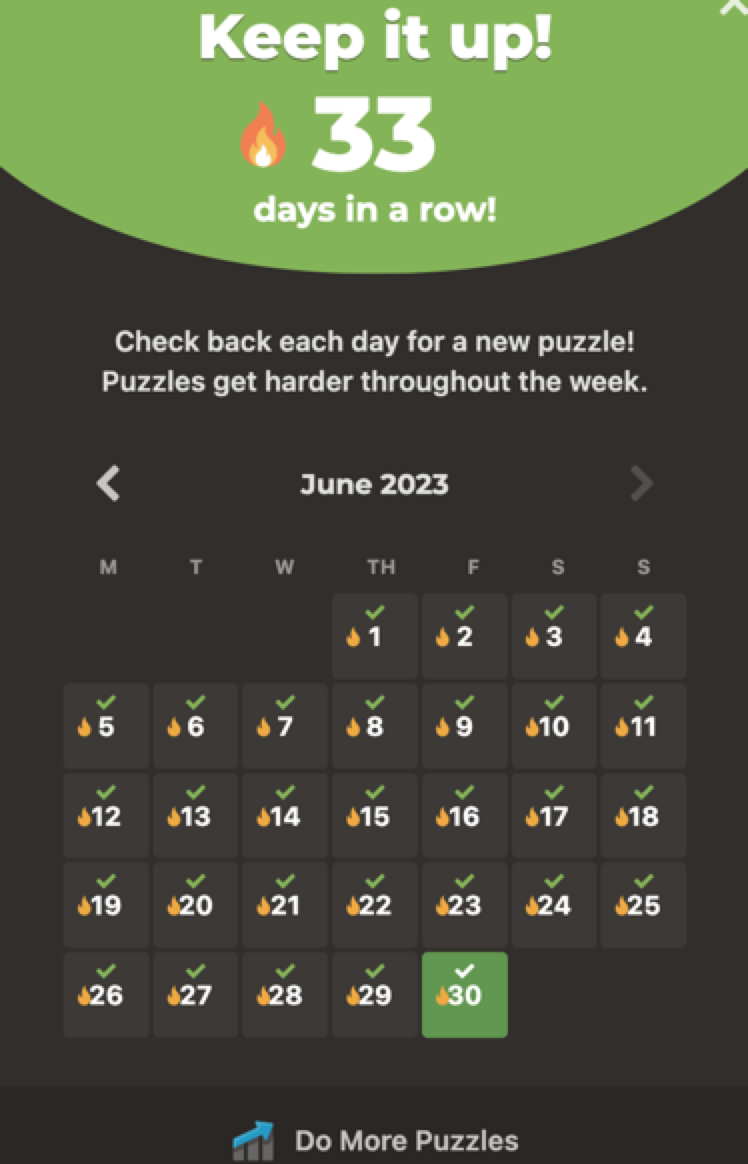 Keep it up!
33
days in a row!
Check back each day for a new puzzle!
Puzzles get harder throughout the week.
June 2023
M T W TH F S S
1 2 3 4
5 6 7 8 9 10 11
12 13 14 15 16 17 18
19 20 21 22 23 24 25
26 27 28 29 30
Do More Puzzles